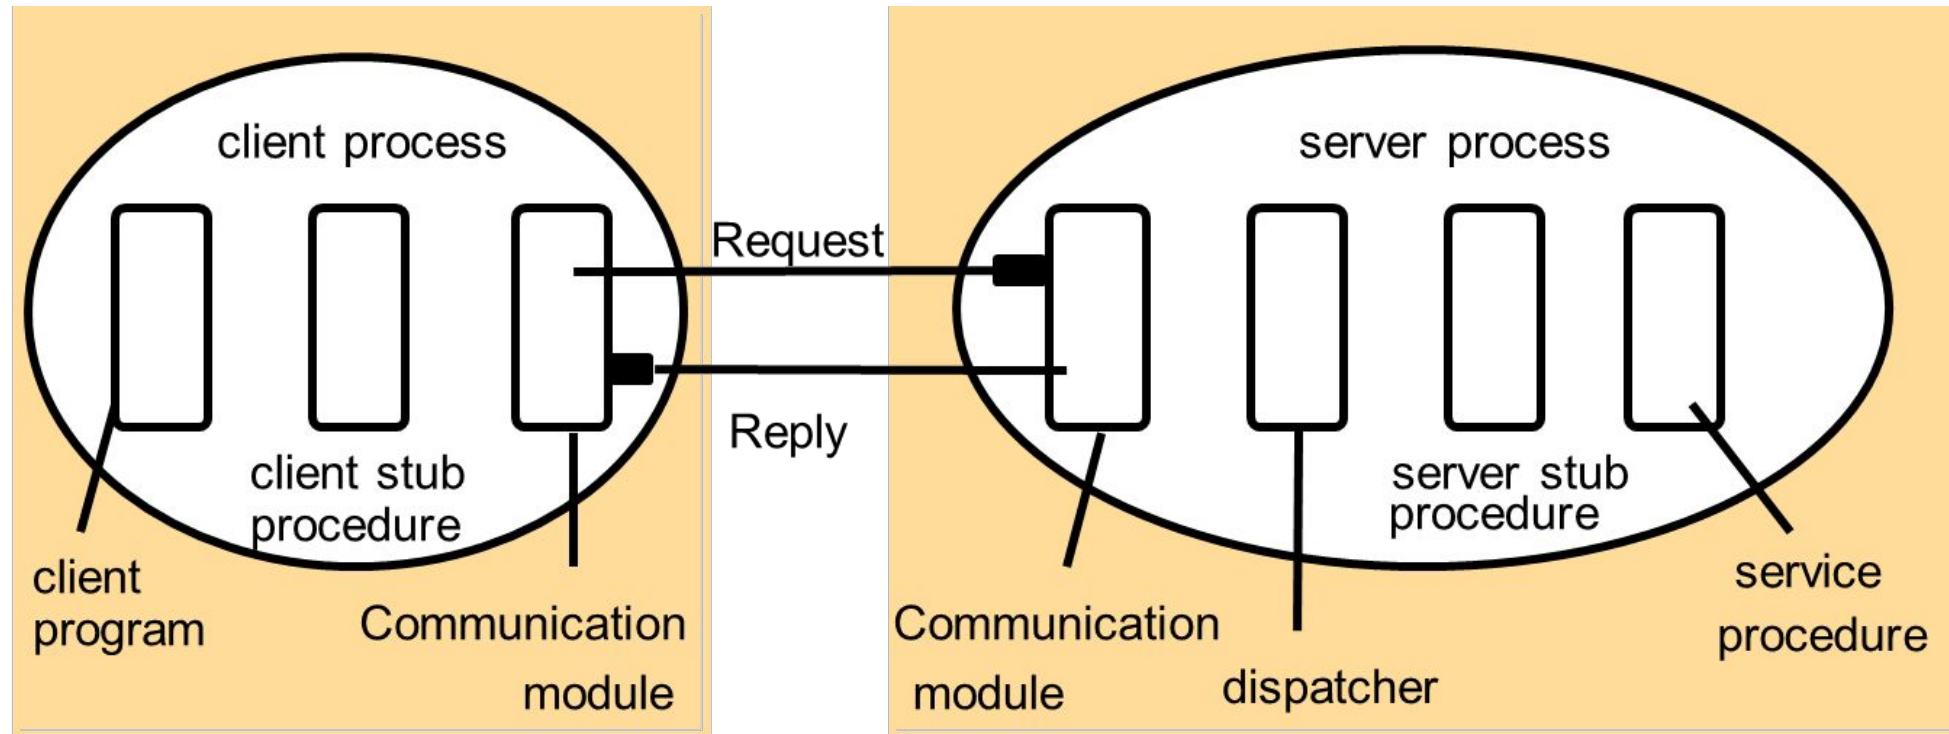 client process
client stub
procedure
client
program
Communication
module
Request
Reply
server process
server stub
procedure
Communication
module
dispatcher
service
procedure